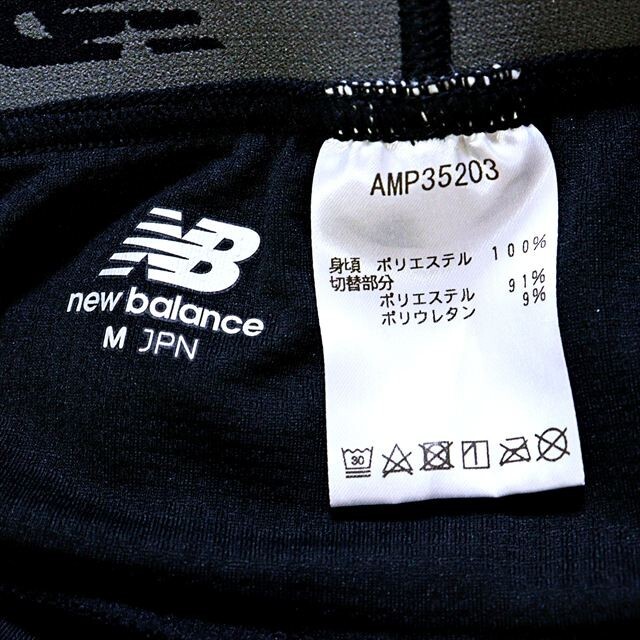 NB
new balance
M JPN
AMP35203
身頃 ポリエステル 100%
切替部分
ポリエステル 91%
ポリウレタン 9%
30